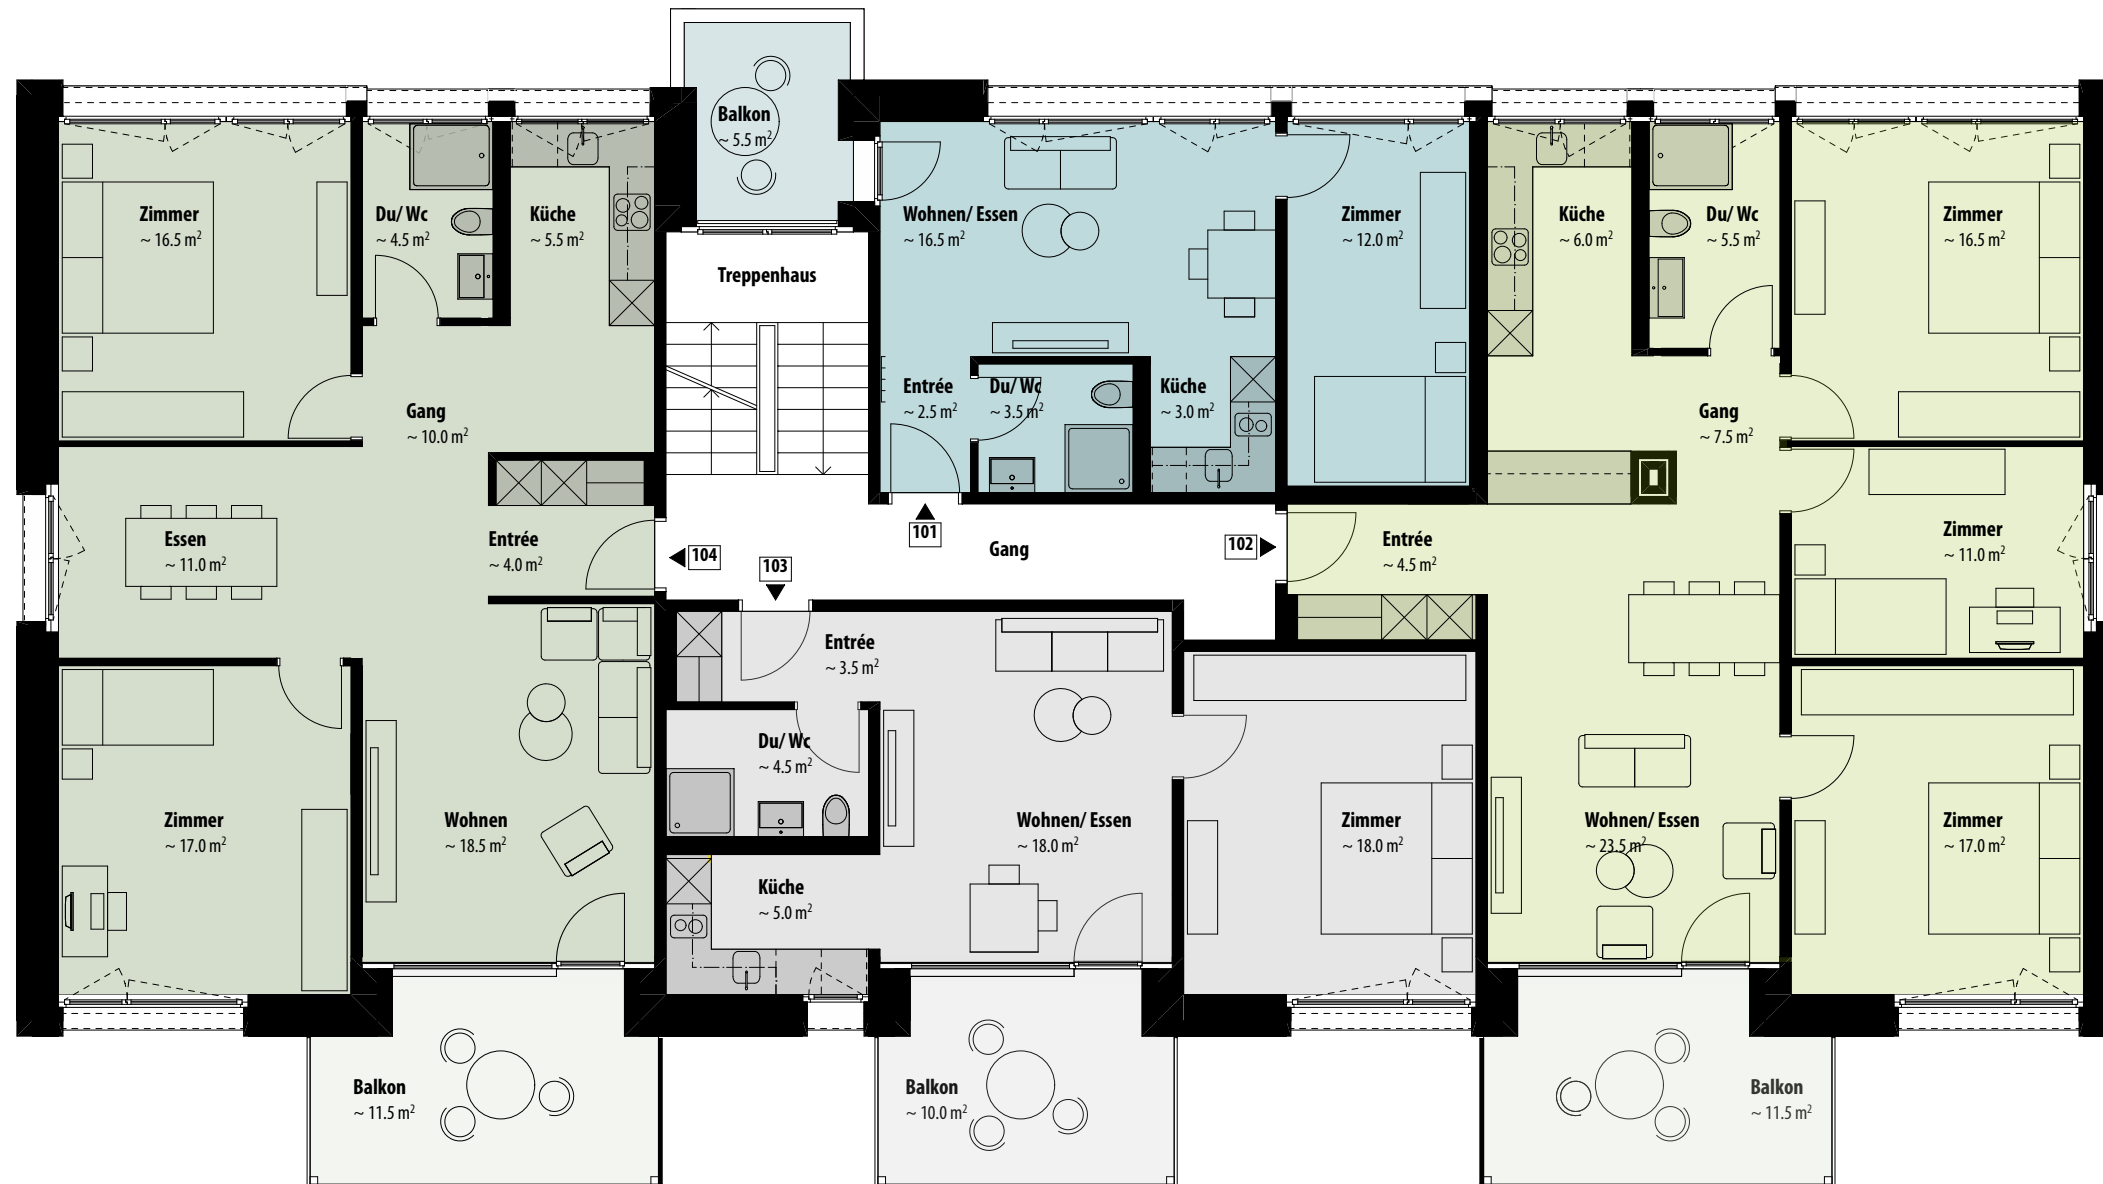 Balkon
~ 5.5 m²
Zimmer
~ 16.5 m²
Du/ Wc
~ 4.5 m²
Küche
~ 5.5 m²
Wohnen/ Essen
~ 16.5 m²
Zimmer
~ 12.0 m²
Küche
~ 6.0 m²
Du/ Wc
~ 5.5 m²
Zimmer
~ 16.5 m²
Treppenhaus
Gang
~ 10.0 m²
Entrée
~ 2.5 m²
Du/ Wc
~ 3.5 m²
Küche
~ 3.0 m²
Gang
~ 7.5 m²
Essen
~ 11.0 m²
Entrée
~ 4.0 m²
104
103
101
Gang
102
Entrée
~ 4.5 m²
Zimmer
~ 11.0 m²
Entrée
~ 3.5 m²
Du/ Wc
~ 4.5 m²
Zimmer
~ 17.0 m²
Wohnen
~ 18.5 m²
Wohnen/ Essen
~ 18.0 m²
Zimmer
~ 18.0 m²
Wohnen/ Essen
~ 23.5 m²
Zimmer
~ 17.0 m²
Küche
~ 5.0 m²
Balkon
~ 11.5 m²
Balkon
~ 10.0 m²
Balkon
~ 11.5 m²